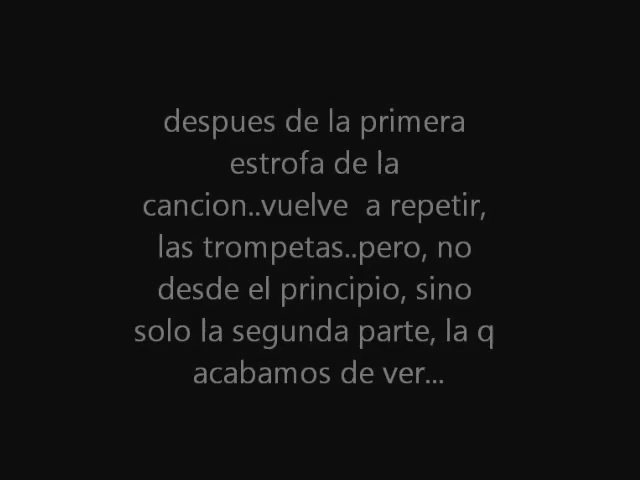 despues de la primera
estrofa de la
cancion..vuelve  a repetir,
las trompetas..pero, no
desde el principio, sino
solo la segunda parte, la q
acabamos de ver...